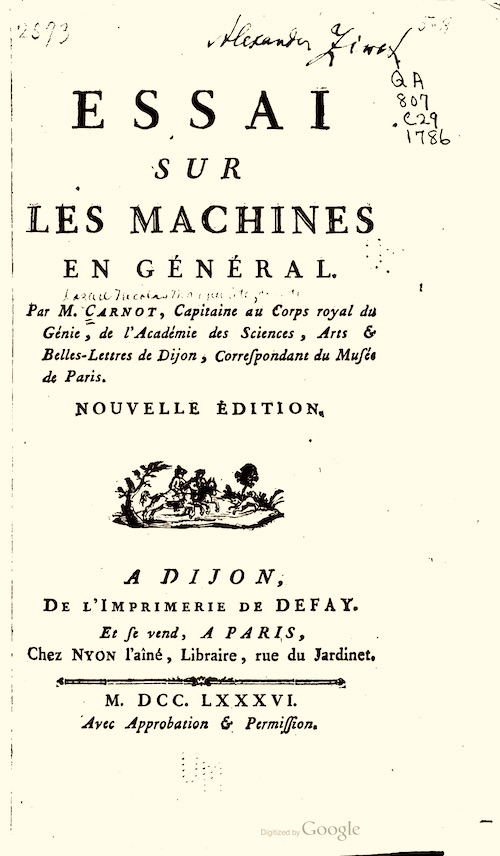 2593
Alexander Ziwet
QA
807
.C29
1786
ESSAI
SUR
LES MACHINES
EN GÉNÉRAL.
Lazare Nicolas Marguerite,
Par M. CARNOT, Capitaine au Corps royal du
Génie, de l'Académie des Sciences, Arts &
Belles-Lettres de Dijon, Correſpondant du Muſée
de Paris.
NOUVELLE ÉDITION.
A DIJON,
DE L'IMPRIMERIE DE DEFAY.
Et ſe vend, A PARIS,
Chez NYON l'aîné, Libraire, rue du Jardinet.
M. DCC. LXXXVI.
Avec Approbation & Permiſſion.
Digitized by Google